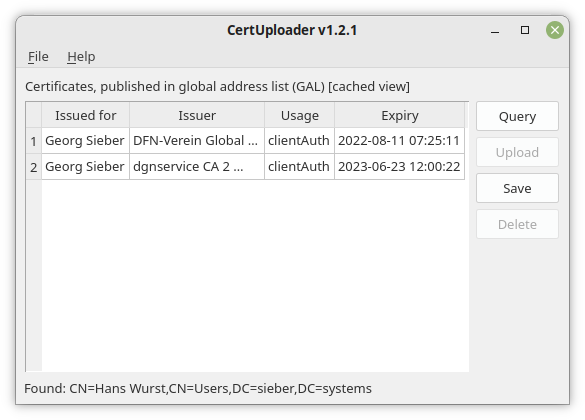 CertUploader v1.2.1
File Help
Certificates, published in global address list (GAL) [cached view]
Issued for Issuer Usage Expiry
1 Georg Sieber DFN-Verein Global ... clientAuth 2022-08-11 07:25:11
2 Georg Sieber dgnservice CA 2 ... clientAuth 2023-06-23 12:00:22
Query
Upload
Save
Delete
Found: CN=Hans Wurst,CN=Users,DC=sieber,DC=systems